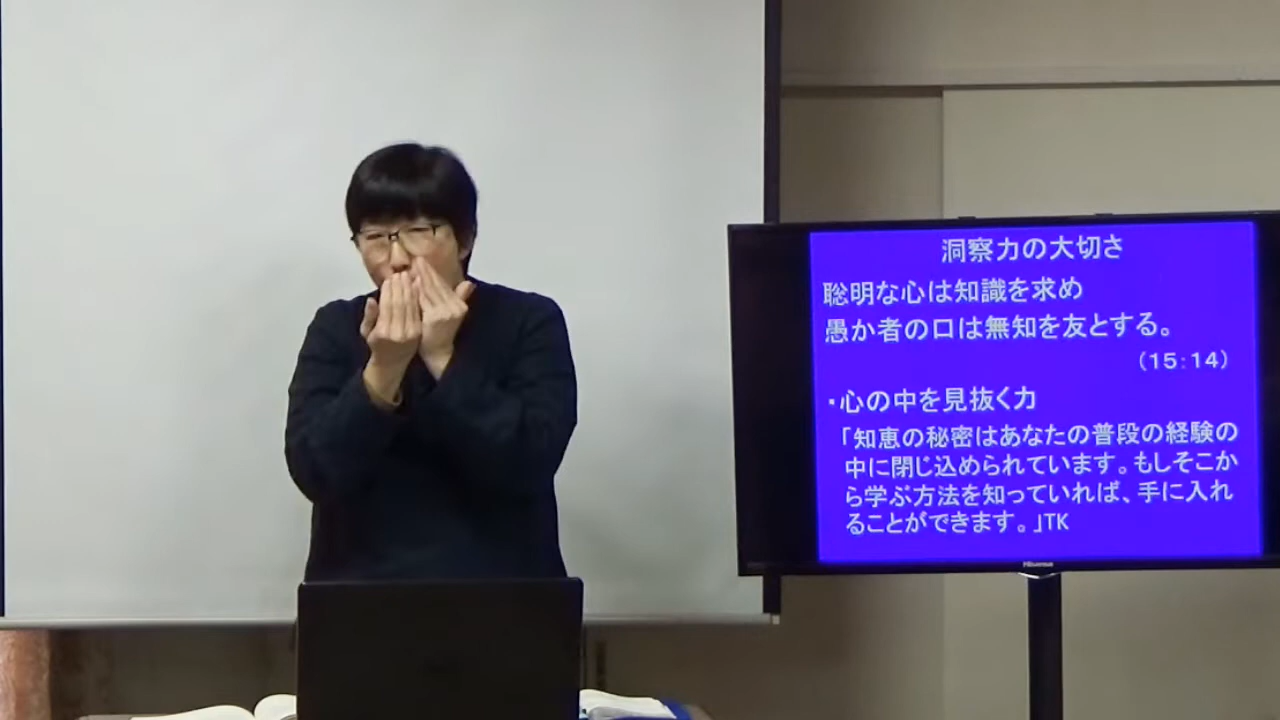 洞察力の大切さ
聡明な心は知識を求め
愚か者の口は無知を友とする。
（15：14）
・心の中を見抜く力
「知恵の秘密はあなたの普段の経験の
中に閉じ込められています。もしそこか
ら学ぶ方法を知っていれば、手に入れ
ることができます。」TK
Hisense